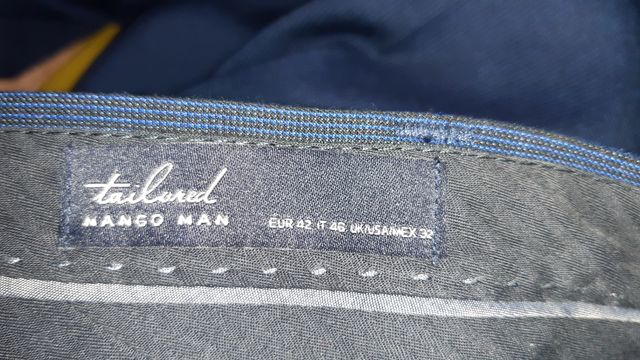 tailored
MANGO MAN
EUR 42 IT 46 UK/USA/MEX 32